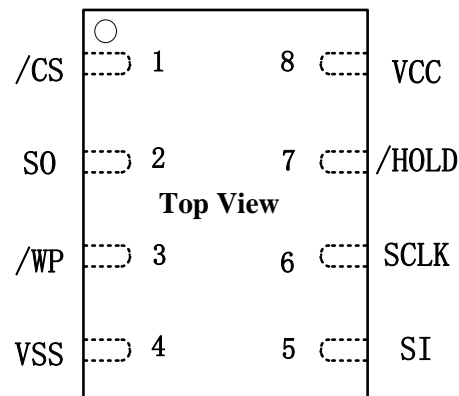 /CS 1 8 VCC
SO 2 7 /HOLD
Top View
/WP 3 6 SCLK
VSS 4 5 SI